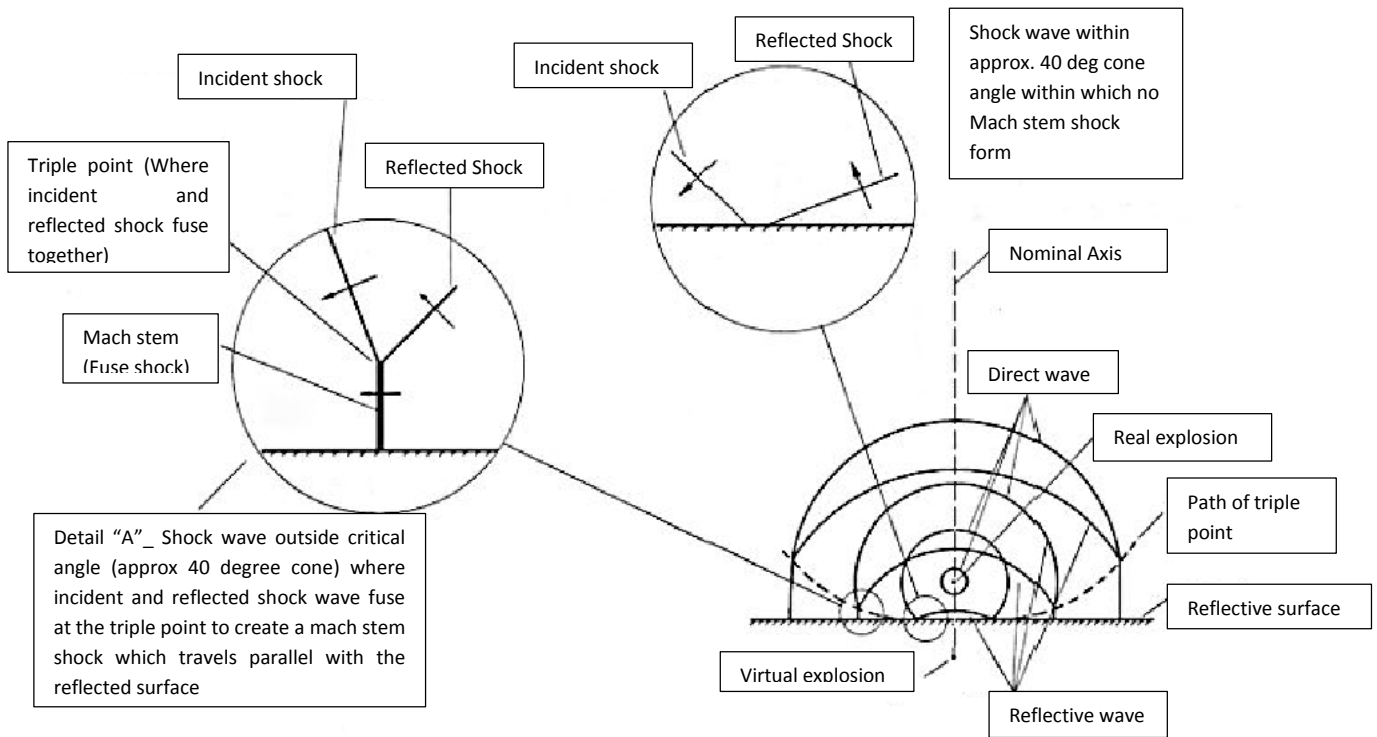 Incident shock
Triple point (Where
incident and
reflected shock fuse
together)
Reflected Shock
Mach stem
(Fuse shock)
Detail “A”_ Shock wave outside critical
angle (approx 40 degree cone) where
incident and reflected shock wave fuse
at the triple point to create a mach stem
shock which travels parallel with the
reflected surface
Incident shock
Reflected Shock
Shock wave within
approx. 40 deg cone
angle within which no
Mach stem shock
form
Nominal Axis
Direct wave
Real explosion
Path of triple
point
Reflective surface
Virtual explosion
Reflective wave